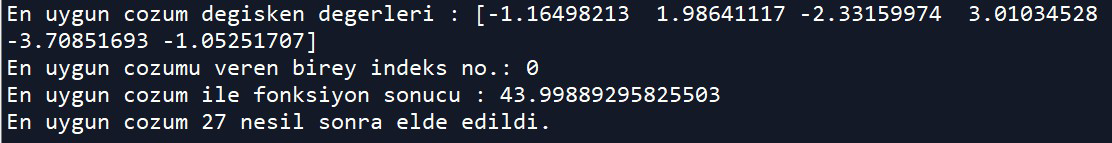 En uygun cozum degisken degerleri : [-1.16498213  1.98641117 -2.33159974  3.01034528
-3.70851693 -1.05251707]
En uygun cozumu veren birey indeks no.: 0
En uygun cozum ile fonksiyon sonucu : 43.99889295825503
En uygun cozum 27 nesil sonra elde edildi.